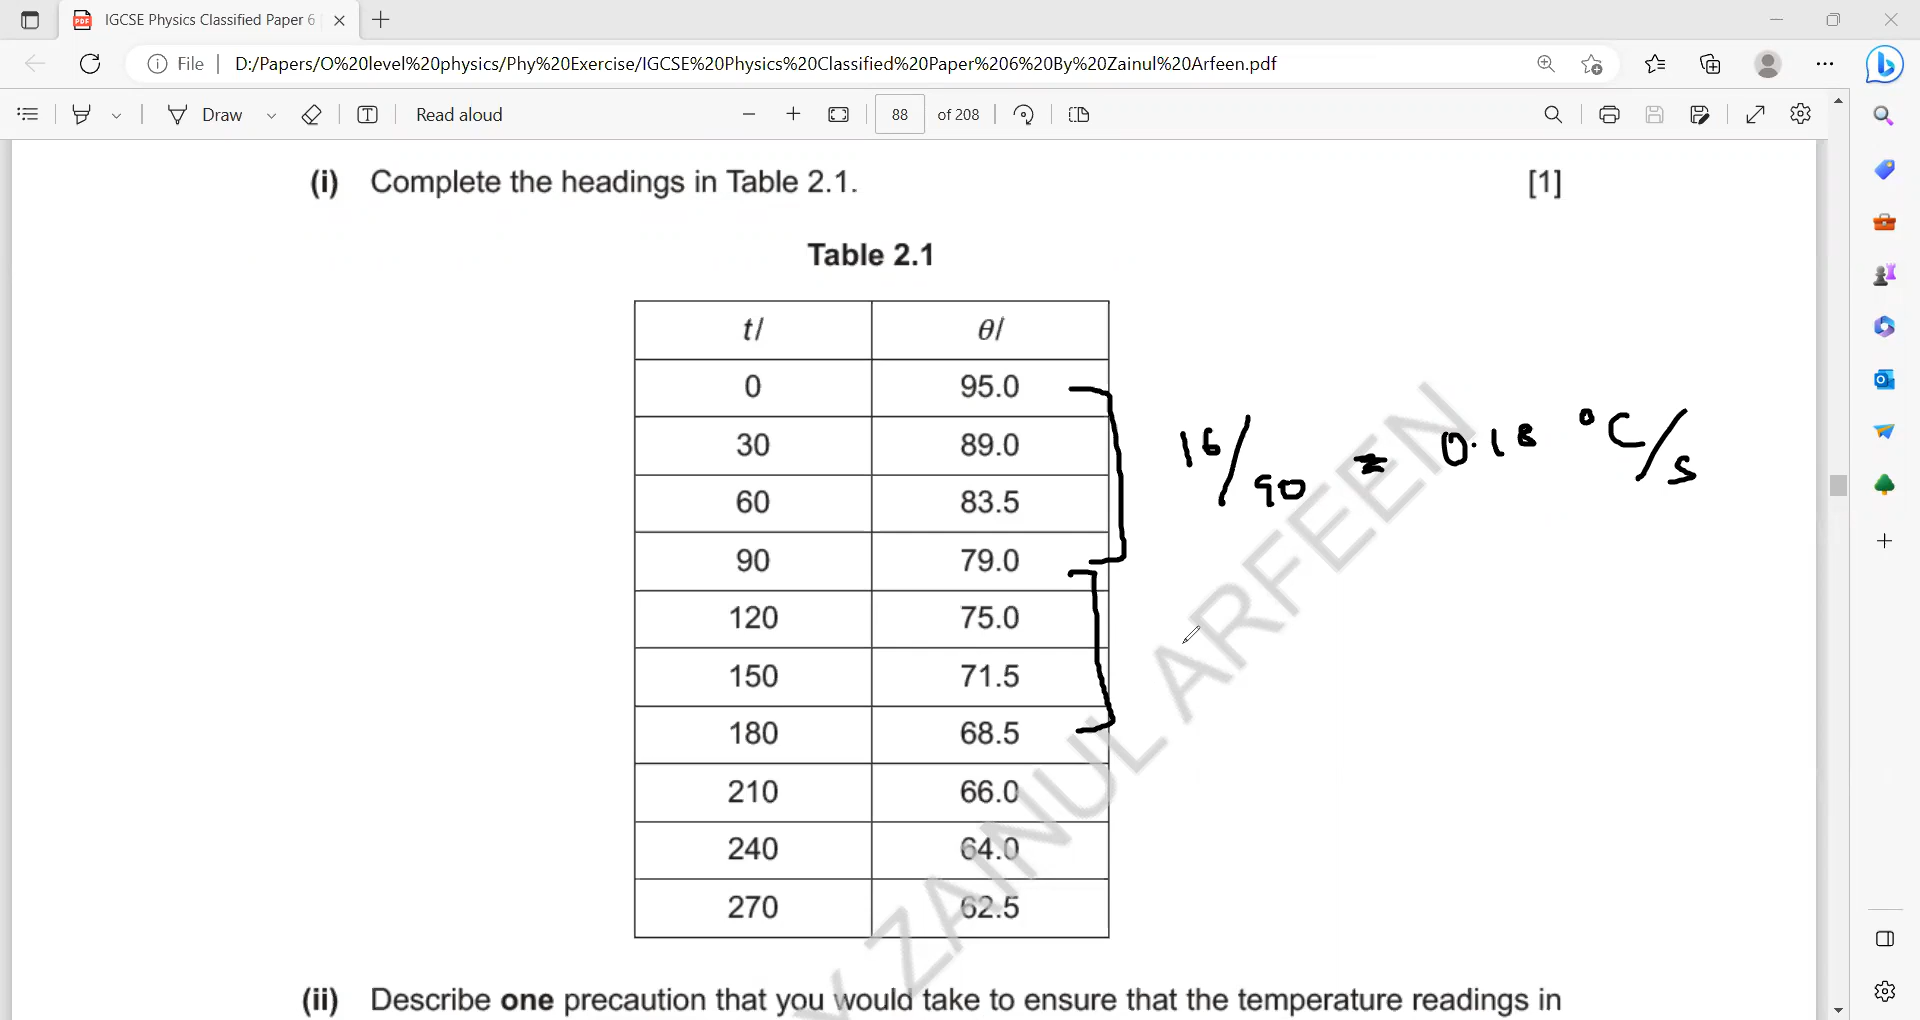 IGCSE Physics Classified Paper 6
File D:/Papers/O%20level%20physics/Phy%20Exercise/IGCSE%20Physics%20Classified%20Paper%206%20By%20Zainul%20Arfeen.pdf
Draw Read aloud 88 of 208
(i) Complete the headings in Table 2.1. [1]
Table 2.1
t/ θ/
0 95.0
30 89.0
60 83.5
90 79.0
120 75.0
150 71.5
180 68.5
210 66.0
240 64.0
270 62.5
16/90 = 0.18 °C/s
Y ZAINUL ARFEEN
(ii) Describe one precaution that you would take to ensure that the temperature readings in